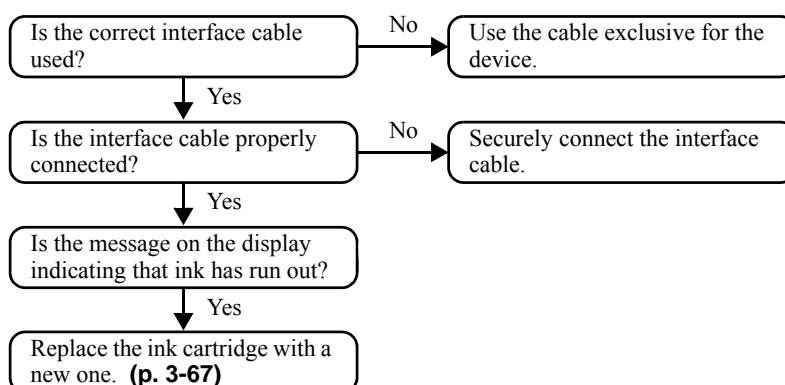 Is the correct interface cable
used?
No
Use the cable exclusive for the
device.
Yes
Is the interface cable properly
connected?
No
Securely connect the interface
cable.
Yes
Is the message on the display
indicating that ink has run out?
Yes
Replace the ink cartridge with a
new one. (p. 3-67)